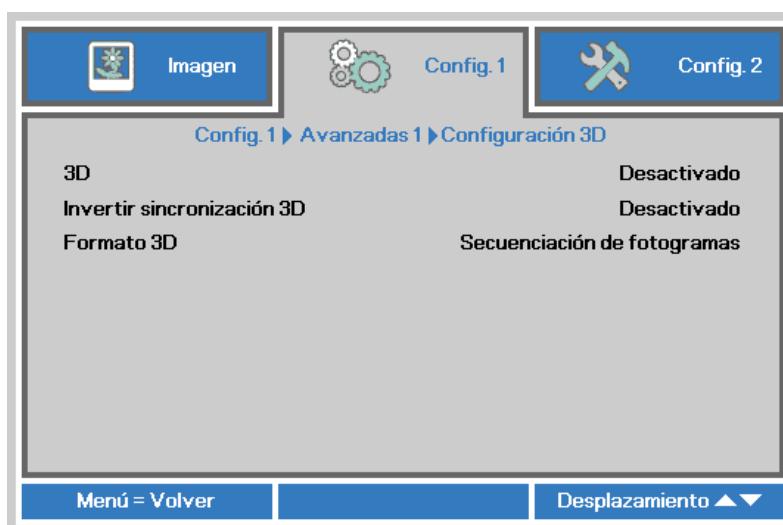 Imagen Config. 1 Config. 2
Config. 1 Avanzadas 1 Configuración 3D
3D Desactivado
Invertir sincronización 3D Desactivado
Formato 3D Secuenciación de fotogramas
Menú = Volver Desplazamiento ▲▼